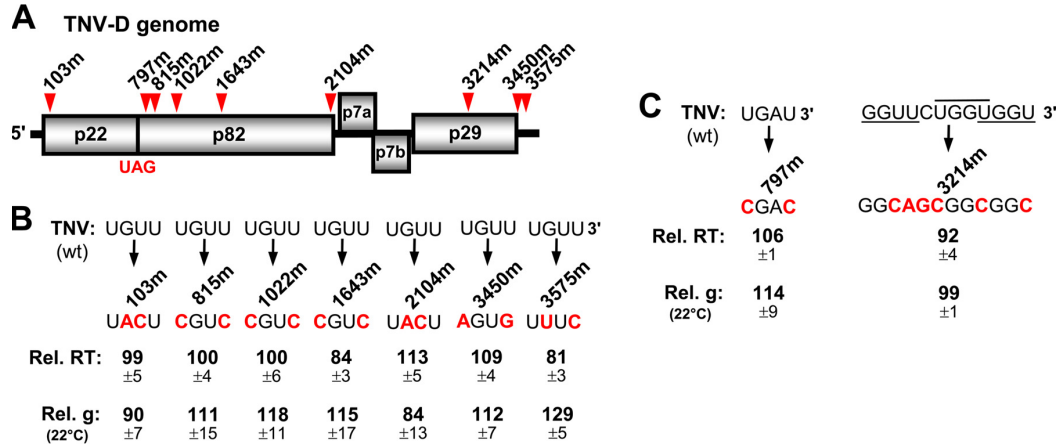 A
TNV-D genome
103m 797m 815m 1022m 1643m 2104m 3214m 3450m 3575m
5' p22 p82 p7a p7b p29 3'
UAG
B
TNV: UGUU UGUU UGUU UGUU UGUU UGUU UGUU 3'
(wt)
103m 815m 1022m 1643m 2104m 3450m 3575m
UACU CGUC CGUC CGUC UACU AGUG UUUC
Rel. RT: 99 100 100 84 113 109 81
±5 ±4 ±6 ±3 ±5 ±4 ±3
Rel. g: 90 111 118 115 84 112 129
(22°C) ±7 ±15 ±11 ±17 ±13 ±7 ±5
C
TNV: UGAU 3' GGUUCUGGUGGU 3'
(wt)
797m 3214m
CGAC GGCAGCGGCGGC
Rel. RT: 106 92
±1 ±4
Rel. g: 114 99
(22°C) ±9 ±1